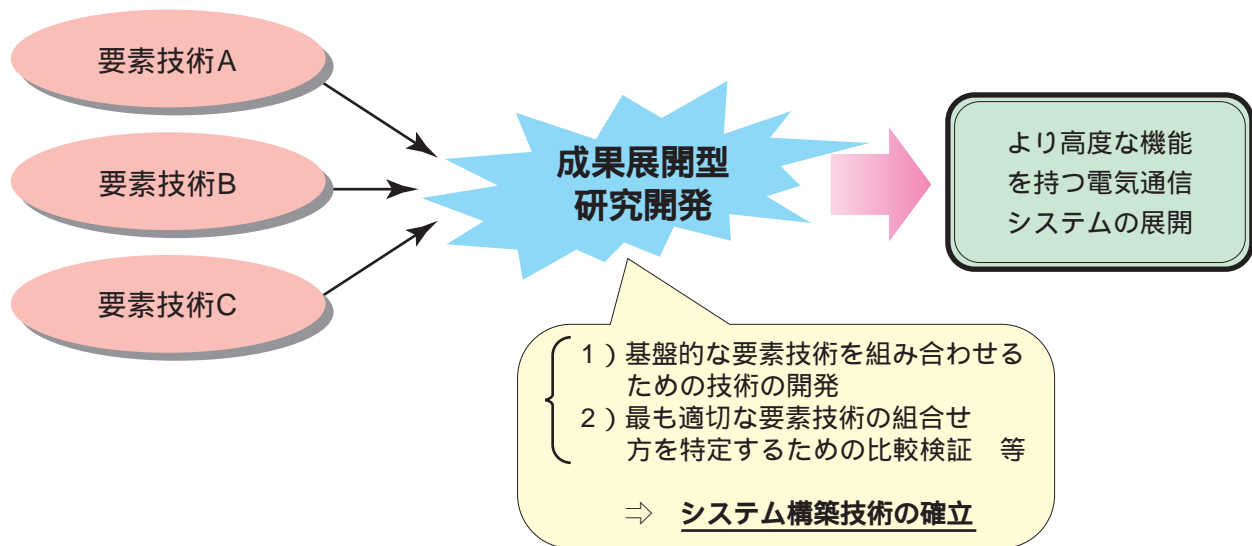 要素技術A
要素技術B
要素技術C
成果展開型
研究開発
より高度な機能
を持つ電気通信
システムの展開
1）基盤的な要素技術を組み合わせる
ための技術の開発
2）最も適切な要素技術の組合せ
方を特定するための比較検証　等
⇨　システム構築技術の確立